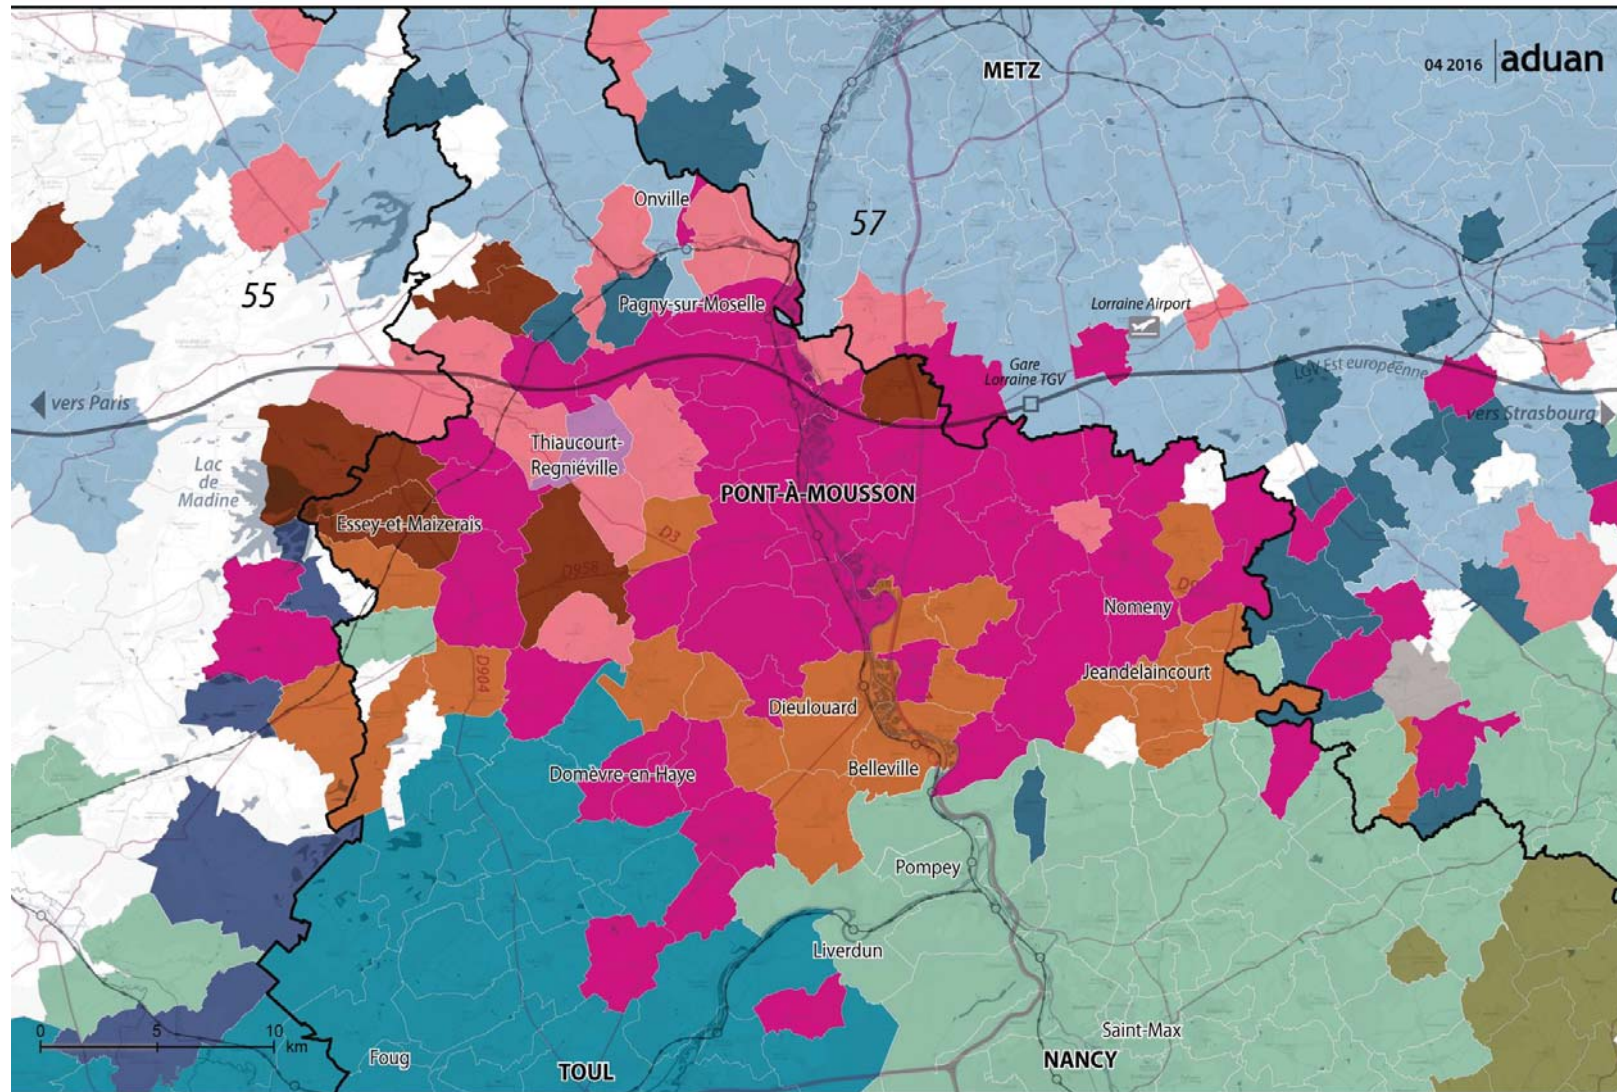 METZ
04 2016 | aduan
Onville
57
55
Pagny-sur-Moselle
Lorraine Airport
Gare
Lorraine TGV
LGV Est européenne
vers Paris
vers Strasbourg
Thiaucourt-
Regniéville
Lac
de
Madine
PONT-À-MOUSSON
Essey-et-Maizerais
D3
D958
Nomeny
Jeandelaincourt
D904
Dieulouard
Belleville
Domèvre-en-Haye
Pompey
Liverdun
0 5 10
km
Foug
TOUL
Saint-Max
NANCY